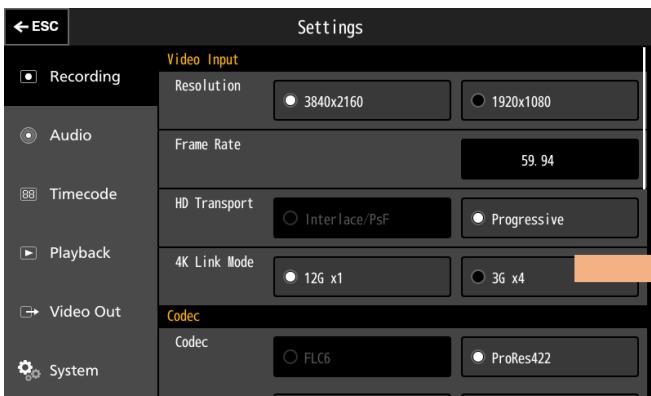 ←ESC
Settings
Recording
Audio
88 Timecode
Playback
Video Out
System
Video Input
Resolution
3840x2160
1920x1080
Frame Rate
59.94
HD Transport
Interlace/PsF
Progressive
4K Link Mode
12G x1
3G x4
Codec
Codec
FLC6
ProRes422